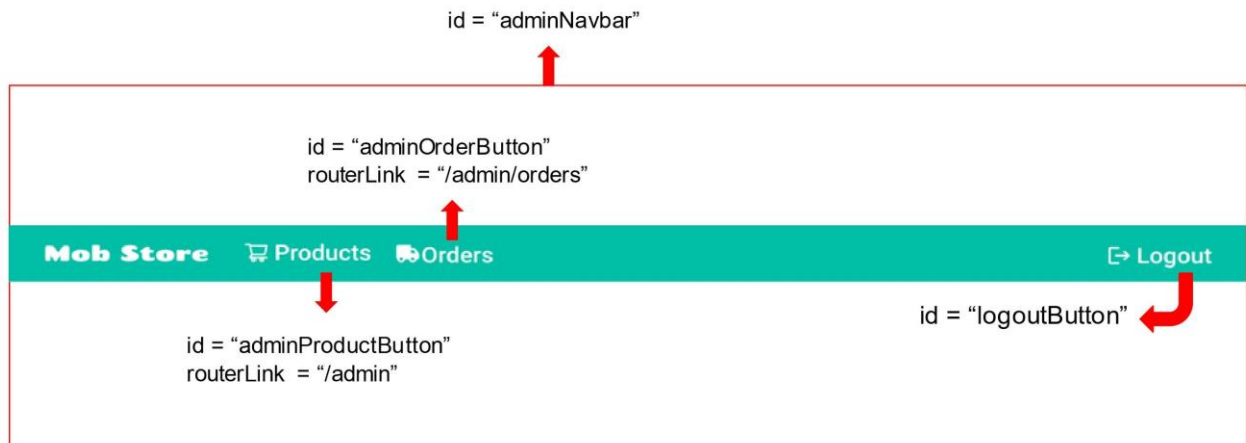 id = “adminNavbar”
id = “adminOrderButton”
routerLink = “/admin/orders”
Mob Store Products Orders Logout
id = “logoutButton”
id = “adminProductButton”
routerLink = “/admin”